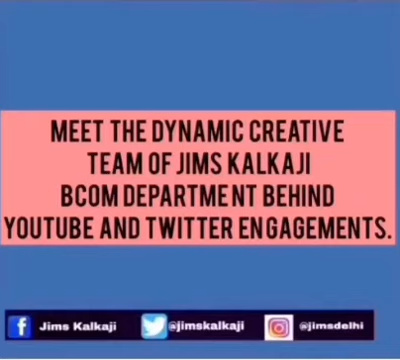 MEET THE DYNAMIC CREATIVE
TEAM OF JIMS KALKAJI
BCOM DEPARTMENT BEHIND
YOUTUBE AND TWITTER ENGAGEMENTS.
f Jims Kalkaji @jimskalkaji @jimsdelhi